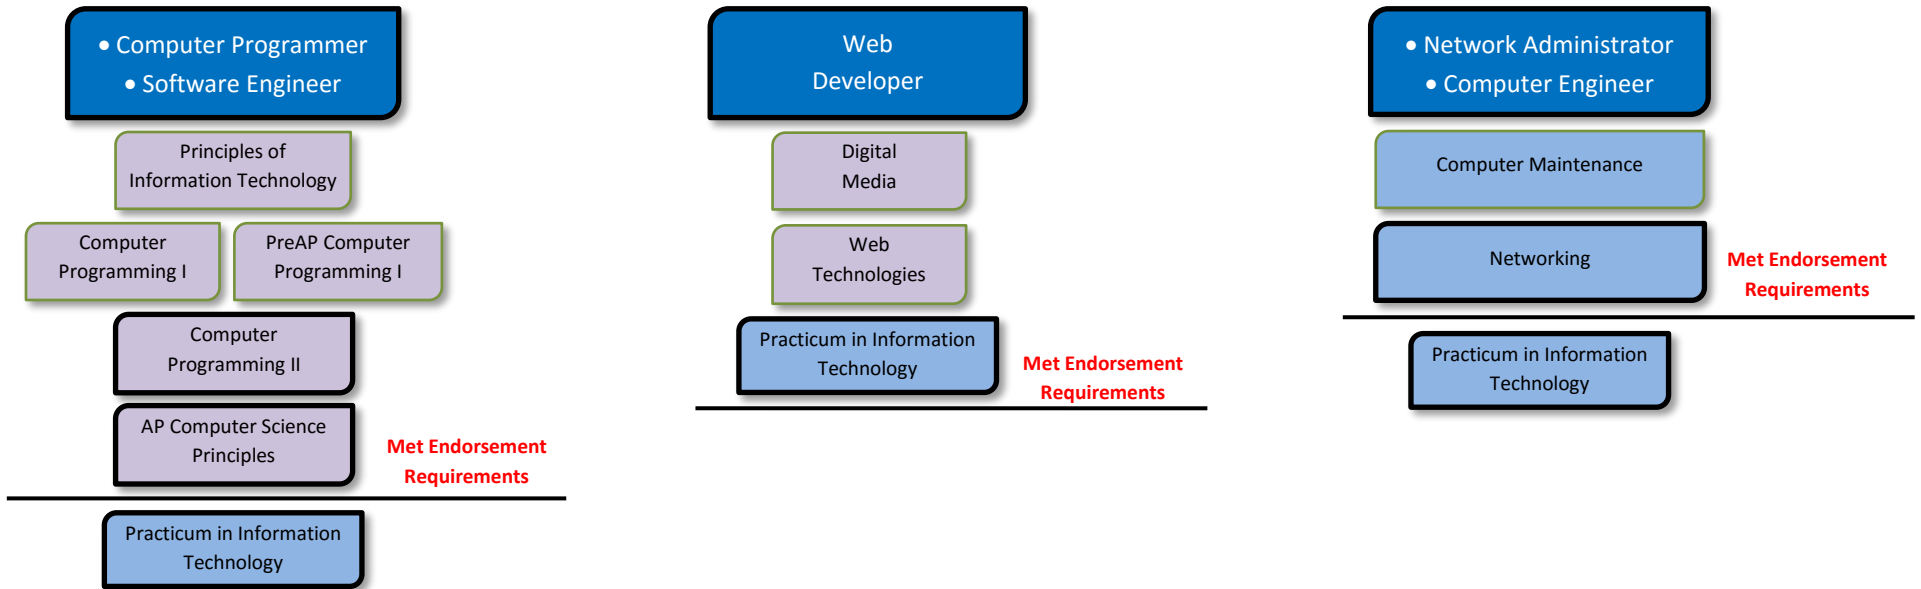 • Computer Programmer
• Software Engineer
Principles of
Information Technology
Computer
Programming I
PreAP Computer
Programming I
Computer
Programming II
AP Computer Science
Principles
Met Endorsement
Requirements
Practicum in Information
Technology
Web
Developer
Digital
Media
Web
Technologies
Practicum in Information
Technology
Met Endorsement
Requirements
• Network Administrator
• Computer Engineer
Computer Maintenance
Networking
Met Endorsement
Requirements
Practicum in Information
Technology